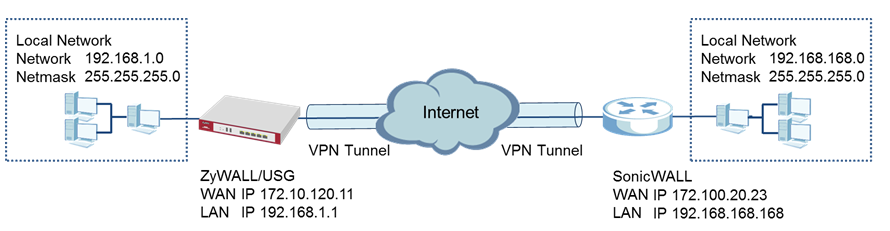 Local Network
Network 192.168.1.0
Netmask 255.255.255.0
Local Network
Network 192.168.168.0
Netmask 255.255.255.0
Internet
VPN Tunnel
VPN Tunnel
ZyWALL/USG
WAN IP 172.10.120.11
LAN IP 192.168.1.1
SonicWALL
WAN IP 172.100.20.23
LAN IP 192.168.168.168